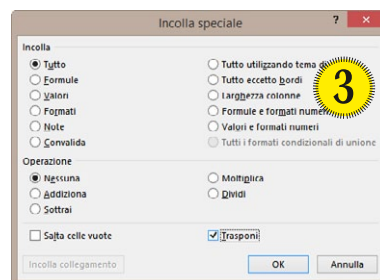 Incolla speciale ? ×
Incolla
Tutto
Formule
Valori
Formati
Note
Convalida
Tutto utilizzando tema di
Tutto eccetto bordi
Larghezza colonne
Formule e formati numeri
Valori e formati numeri
Tutti i formati condizionali di unione
3
Operazione
Nessuna
Addiziona
Sottrai
Moltiplica
Dividi
Salta celle vuote
Trasponi
Incolla collegamento
OK
Annulla